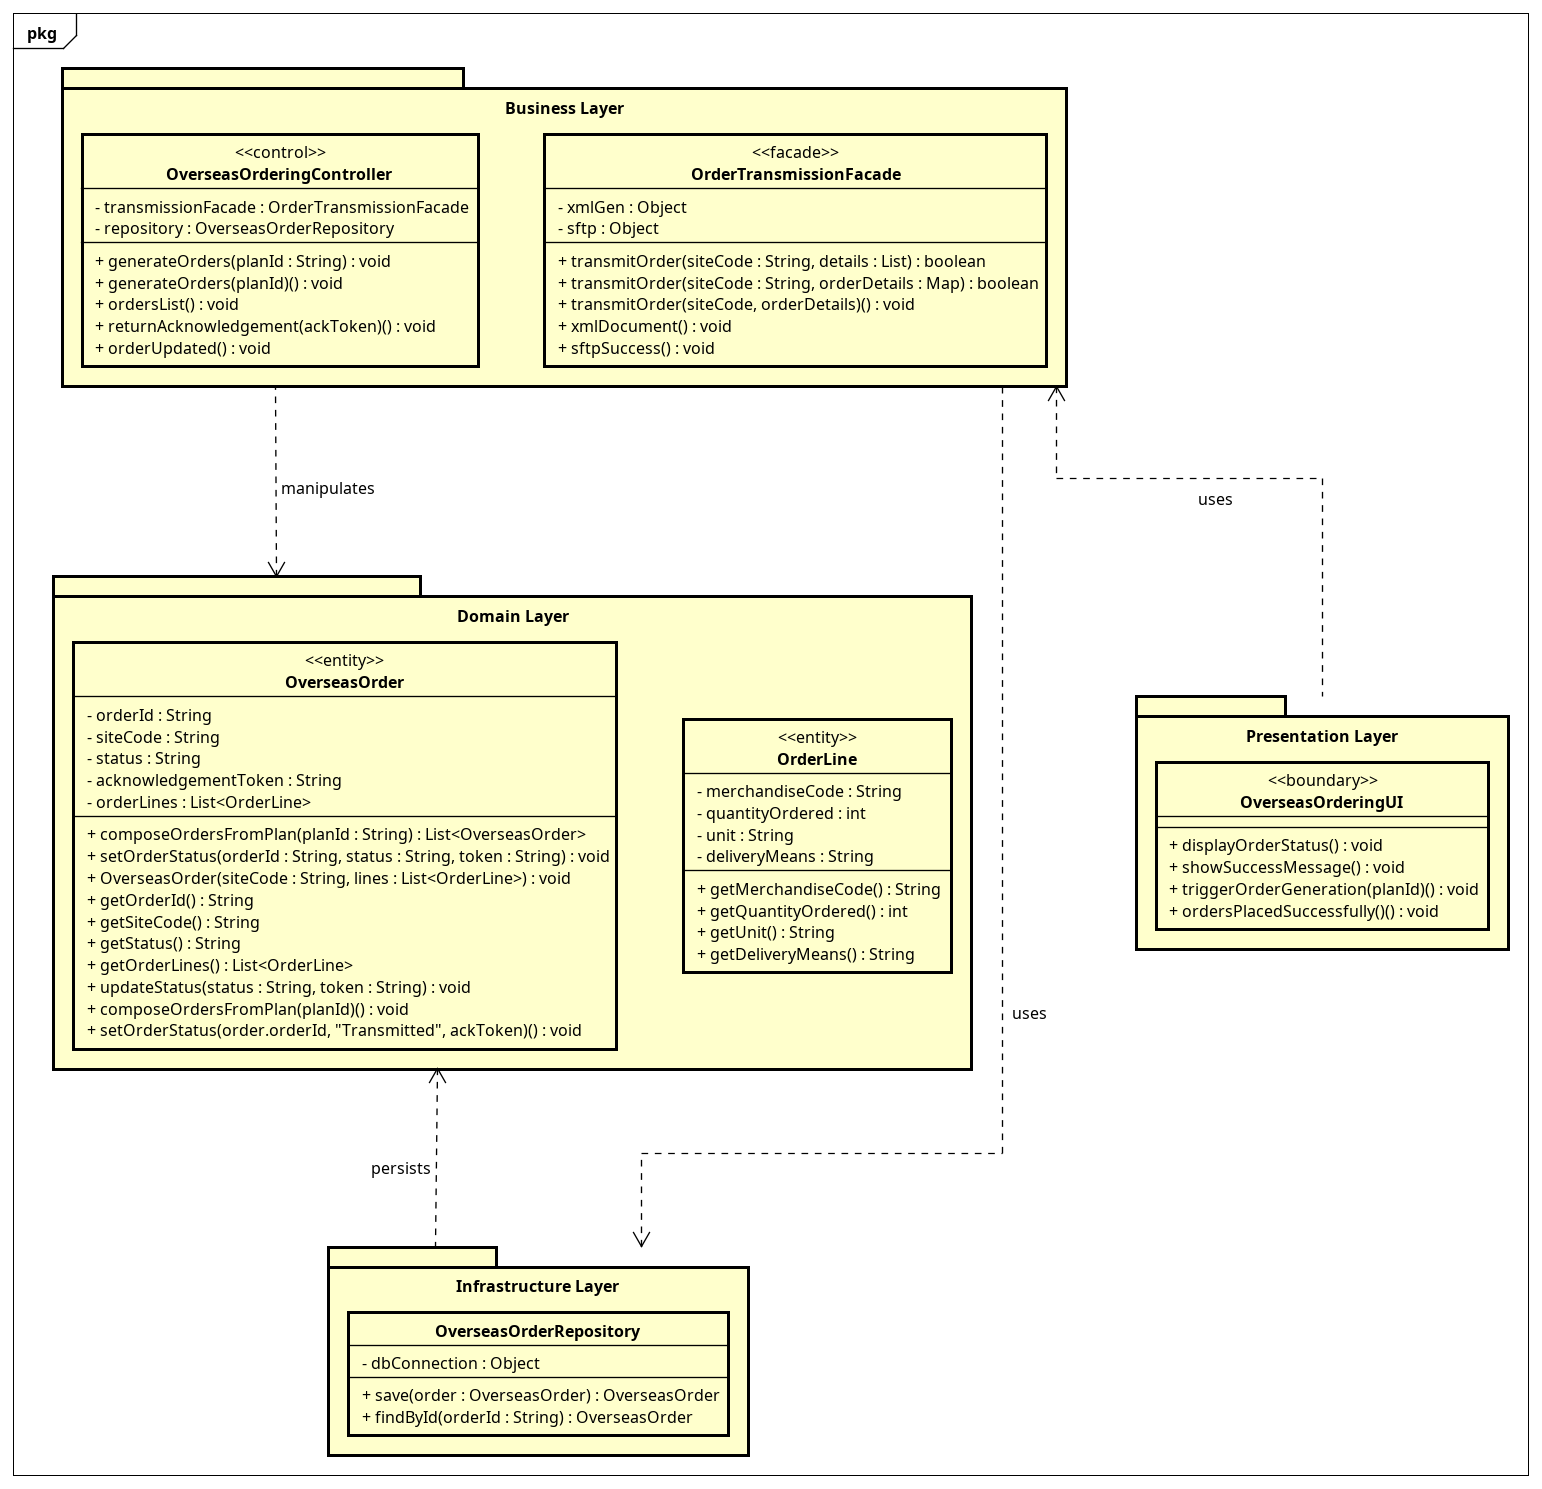 pkg
Business Layer
<<control>>
OverseasOrderingController
- transmissionFacade : OrderTransmissionFacade
- repository : OverseasOrderRepository
+ generateOrders(planId : String) : void
+ generateOrders(planId)() : void
+ ordersList() : void
+ returnAcknowledgement(ackToken)() : void
+ orderUpdated() : void
<<facade>>
OrderTransmissionFacade
- xmlGen : Object
- sftp : Object
+ transmitOrder(siteCode : String, details : List) : boolean
+ transmitOrder(siteCode : String, orderDetails : Map) : boolean
+ transmitOrder(siteCode, orderDetails)() : void
+ xmlDocument() : void
+ sftpSuccess() : void
manipulates
uses
Domain Layer
<<entity>>
OverseasOrder
- orderId : String
- siteCode : String
- status : String
- acknowledgementToken : String
- orderLines : List<OrderLine>
+ composeOrdersFromPlan(planId : String) : List<OverseasOrder>
+ setOrderStatus(orderId : String, status : String, token : String) : void
+ OverseasOrder(siteCode : String, lines : List<OrderLine>) : void
+ getOrderId() : String
+ getSiteCode() : String
+ getStatus() : String
+ getOrderLines() : List<OrderLine>
+ updateStatus(status : String, token : String) : void
+ composeOrdersFromPlan(planId)() : void
+ setOrderStatus(order.orderId, "Transmitted", ackToken)() : void
<<entity>>
OrderLine
- merchandiseCode : String
- quantityOrdered : int
- unit : String
- deliveryMeans : String
+ getMerchandiseCode() : String
+ getQuantityOrdered() : int
+ getUnit() : String
+ getDeliveryMeans() : String
Presentation Layer
<<boundary>>
OverseasOrderingUI
+ displayOrderStatus() : void
+ showSuccessMessage() : void
+ triggerOrderGeneration(planId)() : void
+ ordersPlacedSuccessfully()() : void
uses
persists
Infrastructure Layer
OverseasOrderRepository
- dbConnection : Object
+ save(order : OverseasOrder) : OverseasOrder
+ findById(orderId : String) : OverseasOrder